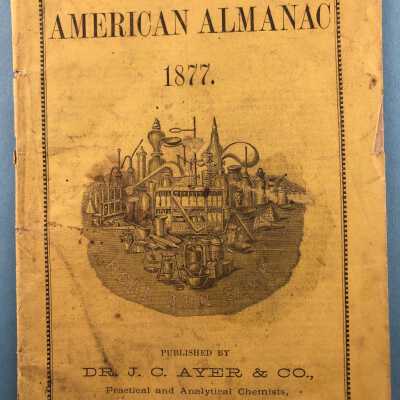 AMERICAN ALMANAC
1877.
PUBLISHED BY
DR. J. C. AYER & CO.,
Practical and Analytical Chemists,